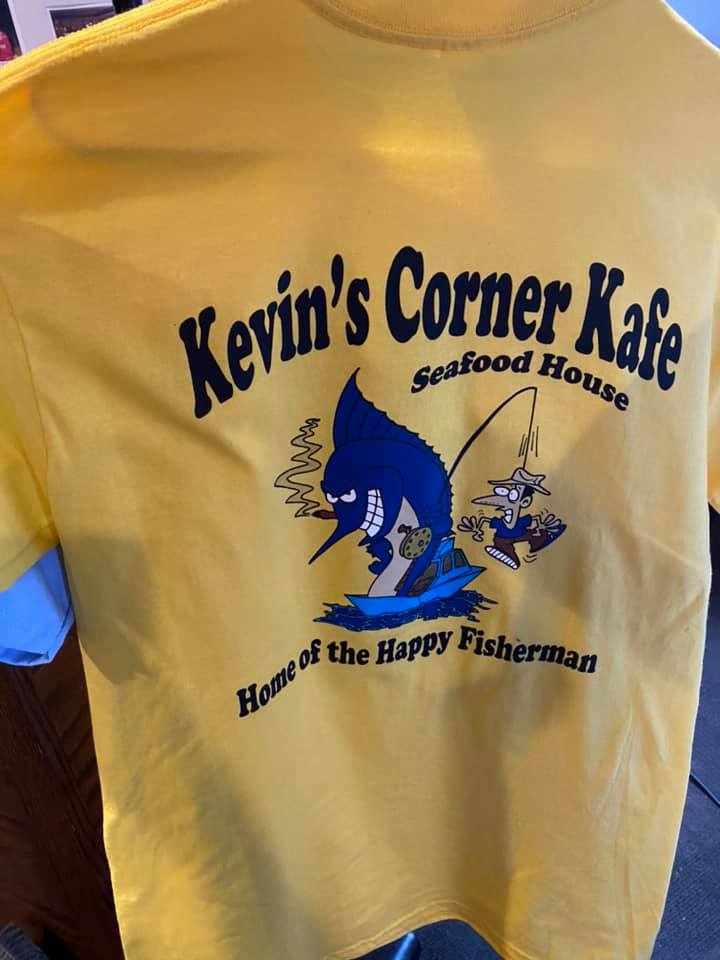 Kevin's Corner Kafe
Seafood House
Home of the Happy Fisherman